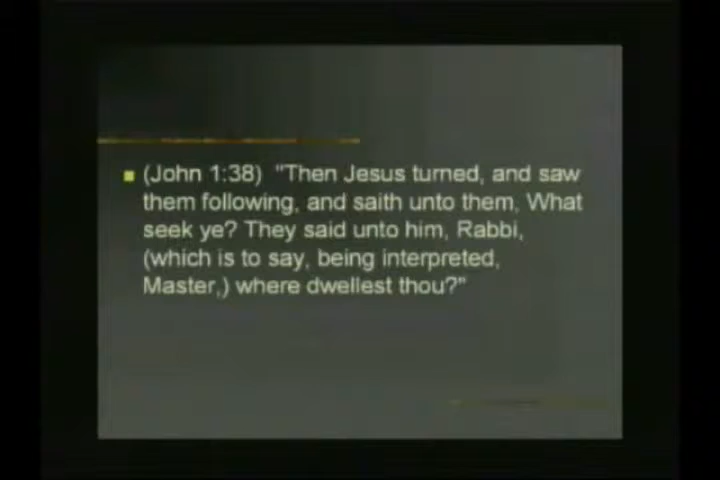 (John 1:38) "Then Jesus turned, and saw
them following, and saith unto them, What
seek ye? They said unto him, Rabbi,
(which is to say, being interpreted,
Master,) where dwellest thou?"